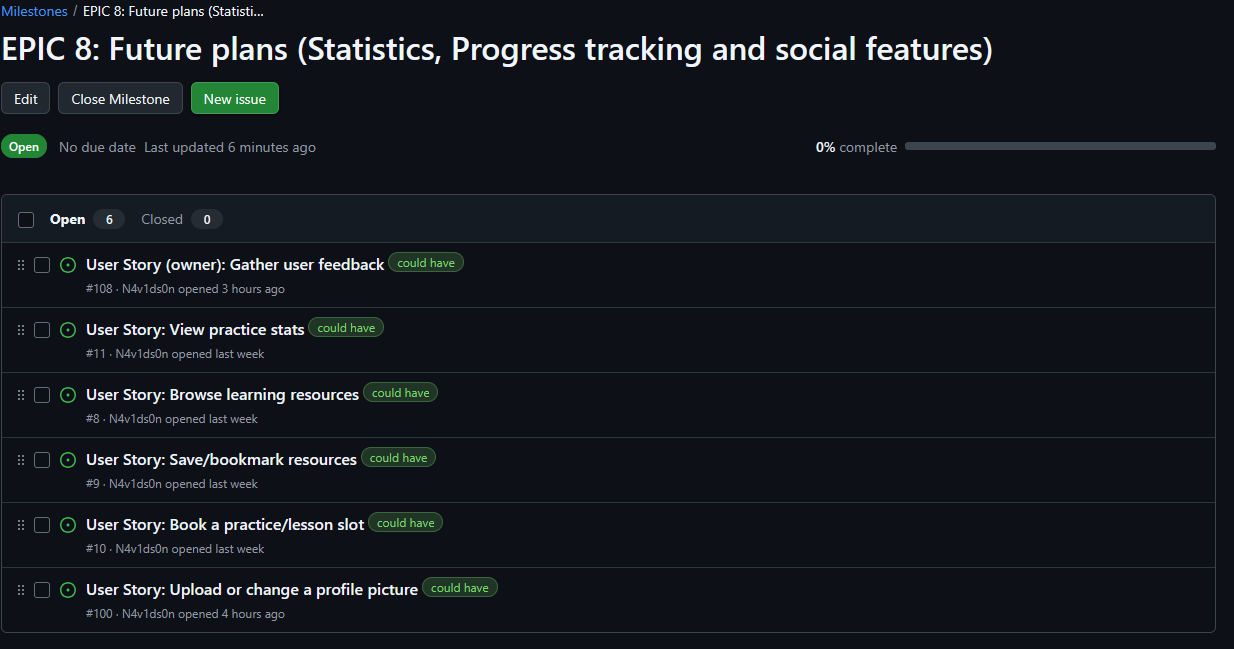 Milestones / EPIC 8: Future plans (Statisti...
EPIC 8: Future plans (Statistics, Progress tracking and social features)
Edit Close Milestone New issue
Open No due date Last updated 6 minutes ago 0% complete
Open 6 Closed 0
User Story (owner): Gather user feedback could have
#108 · N4v1ds0n opened 3 hours ago
User Story: View practice stats could have
#11 · N4v1ds0n opened last week
User Story: Browse learning resources could have
#8 · N4v1ds0n opened last week
User Story: Save/bookmark resources could have
#9 · N4v1ds0n opened last week
User Story: Book a practice/lesson slot could have
#10 · N4v1ds0n opened last week
User Story: Upload or change a profile picture could have
#100 · N4v1ds0n opened 4 hours ago